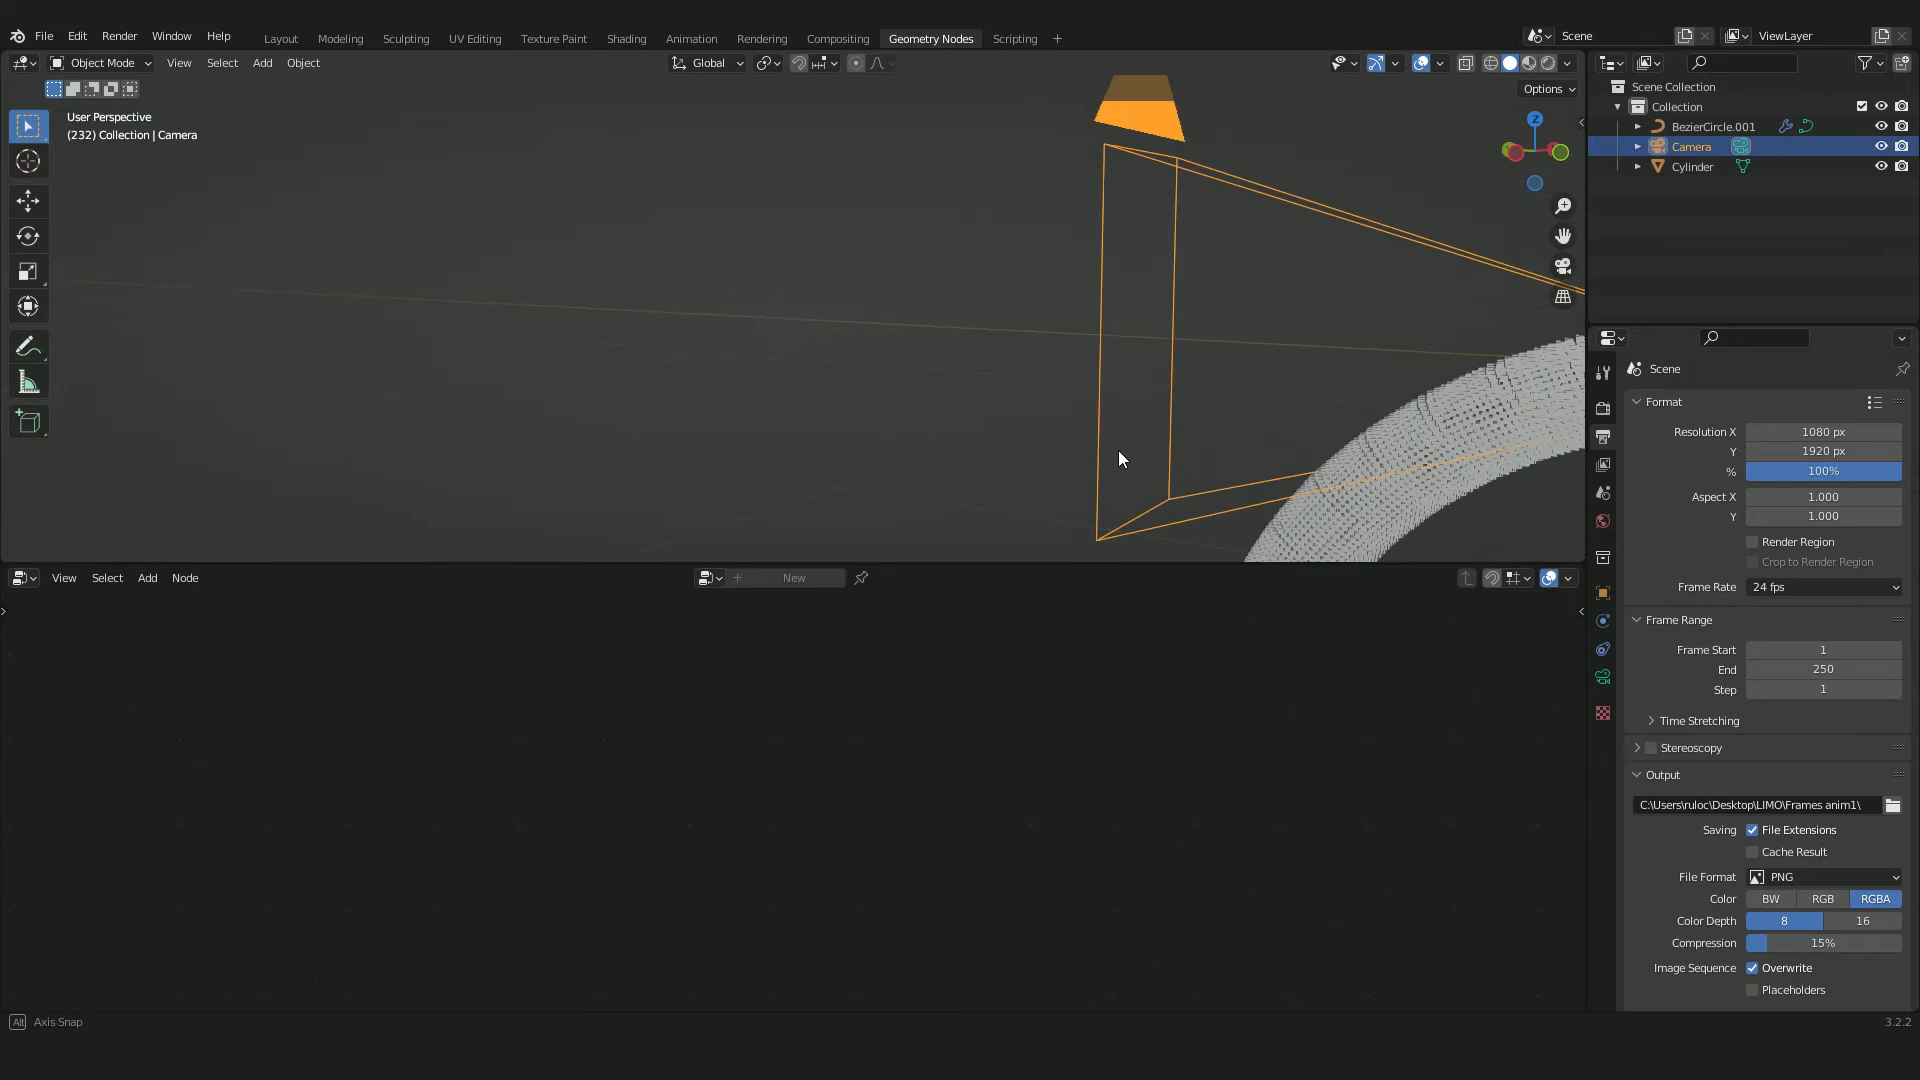 File Edit Render Window Help Layout Modeling Sculpting UV Editing Texture Paint Shading Animation Rendering Compositing Geometry Nodes Scripting + Scene ViewLayer
Object Mode View Select Add Object Global
Options
User Perspective
(232) Collection | Camera
Z
Scene Collection
Collection
BezierCircle.001
Camera
Cylinder
Scene
Format
Resolution X 1080 px
Y 1920 px
% 100%
Aspect X 1.000
Y 1.000
Render Region
Crop to Render Region
Frame Rate 24 fps
Frame Range
Frame Start 1
End 250
Step 1
Time Stretching
Stereoscopy
Output
C:\Users\ruloc\Desktop\LIMO\Frames anim1\
Saving File Extensions
Cache Result
File Format PNG
Color BW RGB RGBA
Color Depth 8 16
Compression 15%
Image Sequence Overwrite
Placeholders
View Select Add Node New
Alt Axis Snap
3.2.2